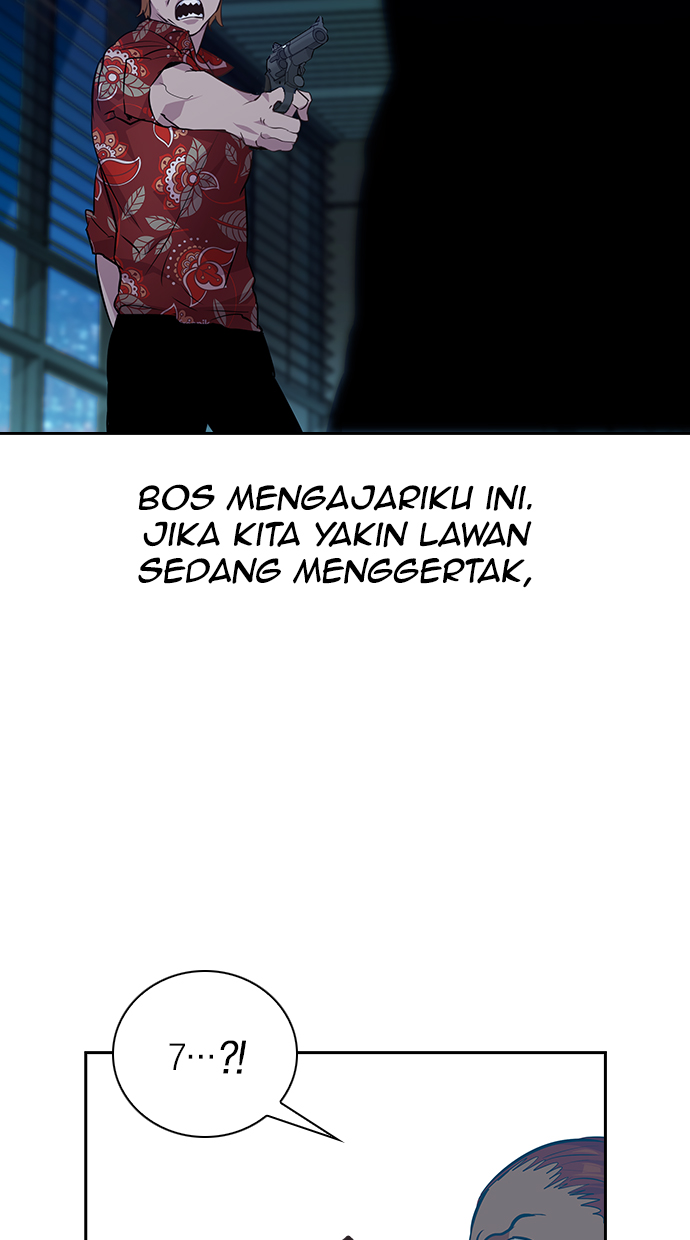 BOS MENGAJARIKU INI.
JIKA KITA YAKIN LAWAN
SEDANG MENGGERTAK,
7...?!